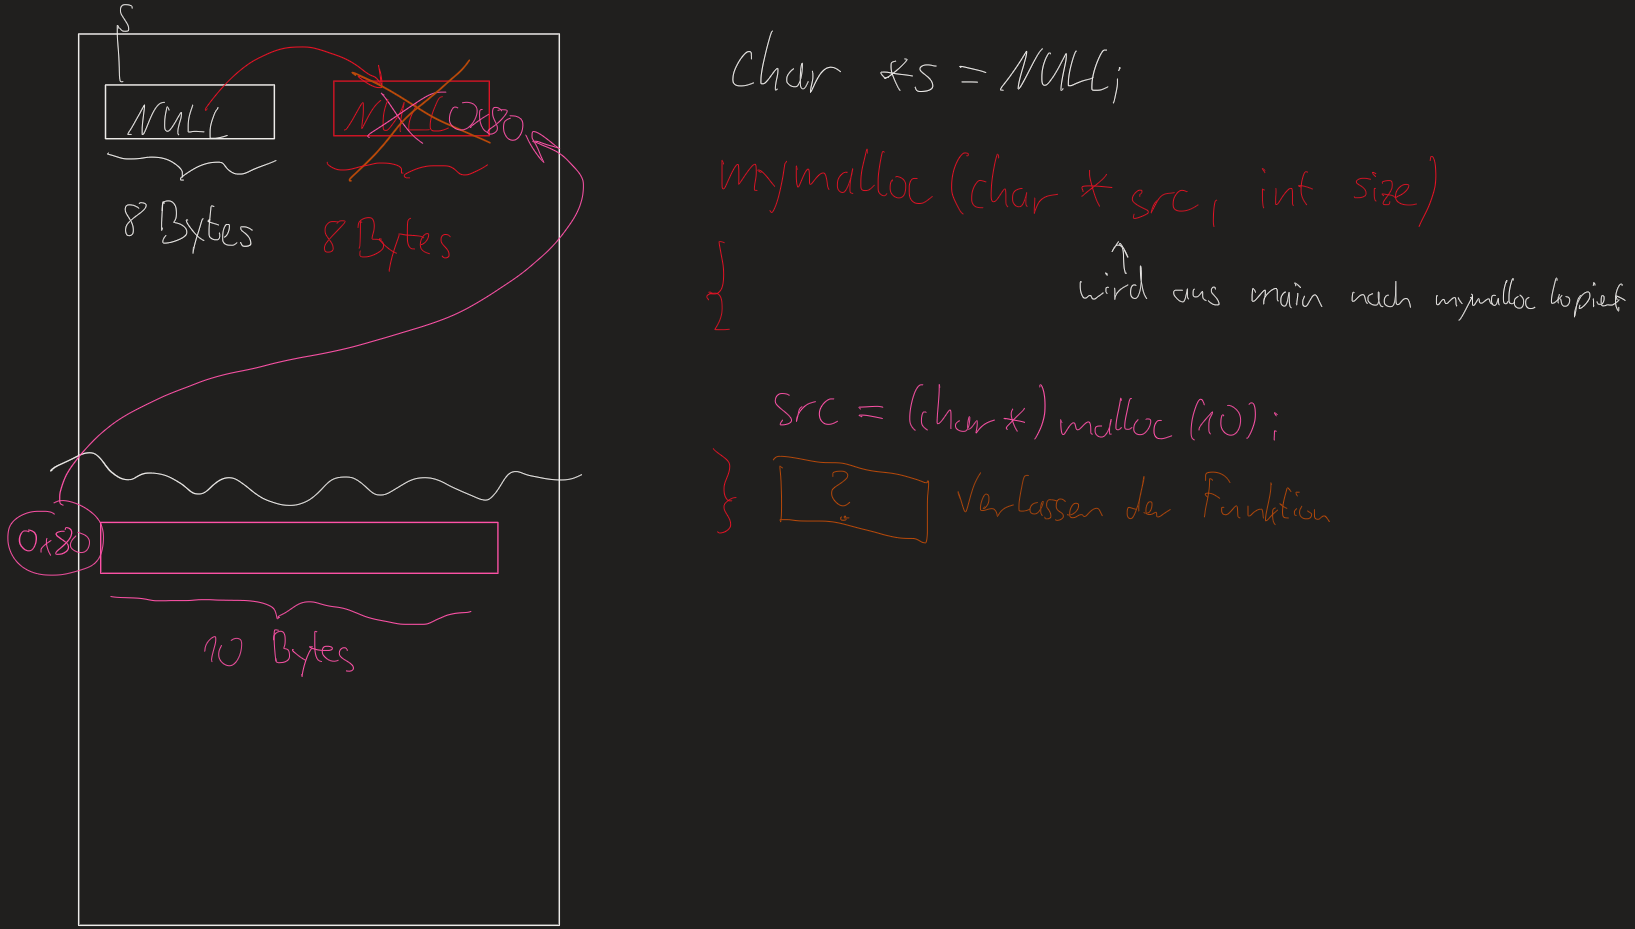 S
char *s = NULL;
NULL
NULL 0x80
mymalloc (char * src, int size)
8 Bytes
8 Bytes
{
wird aus main nach mymalloc kopiert
src = (char*) malloc (10);
} ? Verlassen der Funktion
0x80
10 Bytes